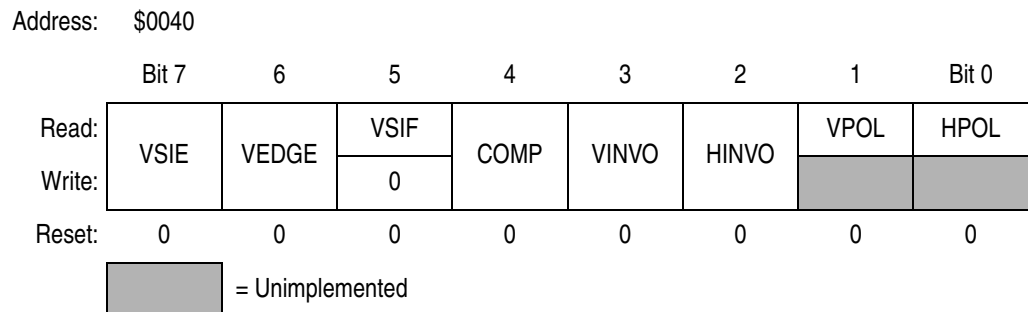 Address: $0040
Bit 7 6 5 4 3 2 1 Bit 0
Read: VSIE VEDGE VSIF COMP VINVO HINVO VPOL HPOL
Write: 0
Reset: 0 0 0 0 0 0 0 0
= Unimplemented